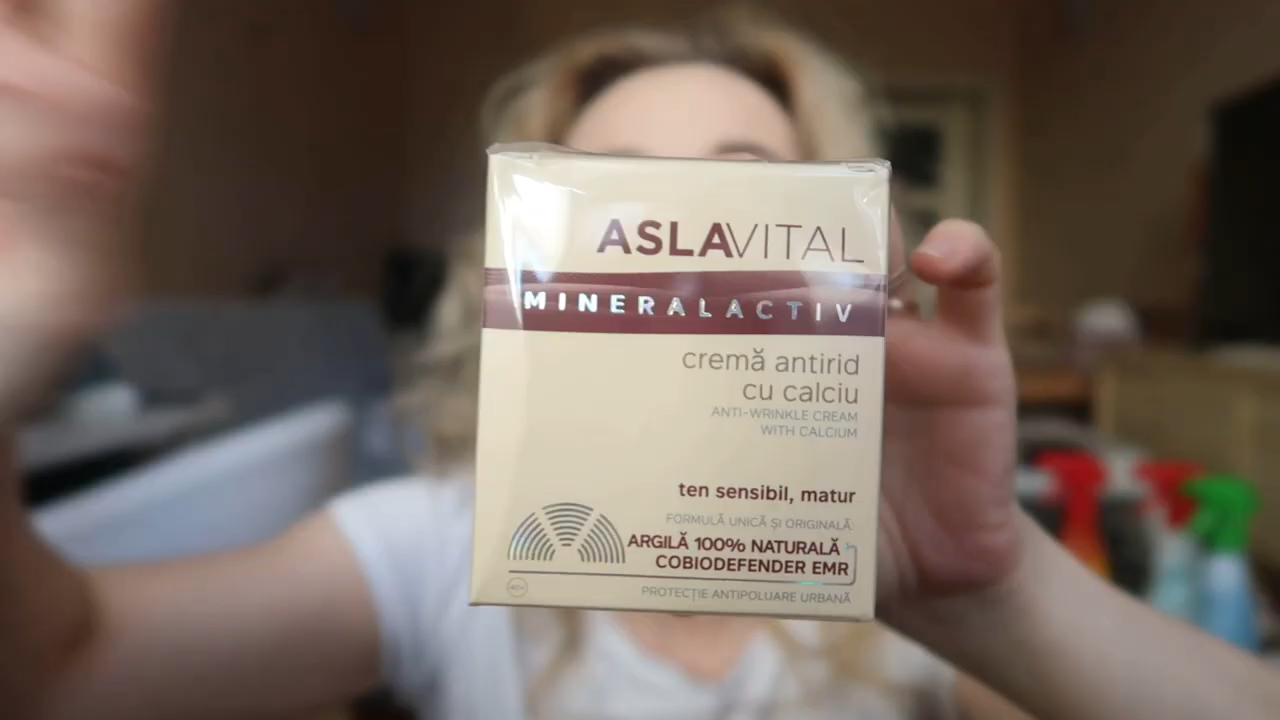 ASLAVITAL
MINERALACTIV
cremă antirid
cu calciu
ANTI-WRINKLE CREAM
WITH CALCIUM
ten sensibil, matur
FORMULĂ UNICĂ ȘI ORIGINALĂ:
ARGILĂ 100% NATURALĂ
COBIODEFENDER EMR
PROTECȚIE ANTIPOLUARE URBANĂ